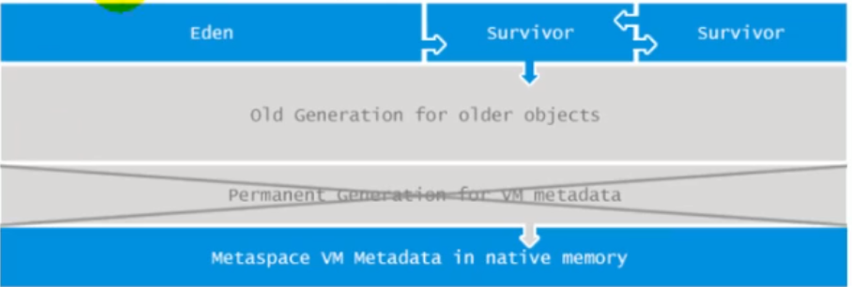 Eden
Survivor
Survivor
Old Generation for older objects
Permanent Generation for VM metadata
Metaspace VM Metadata in native memory